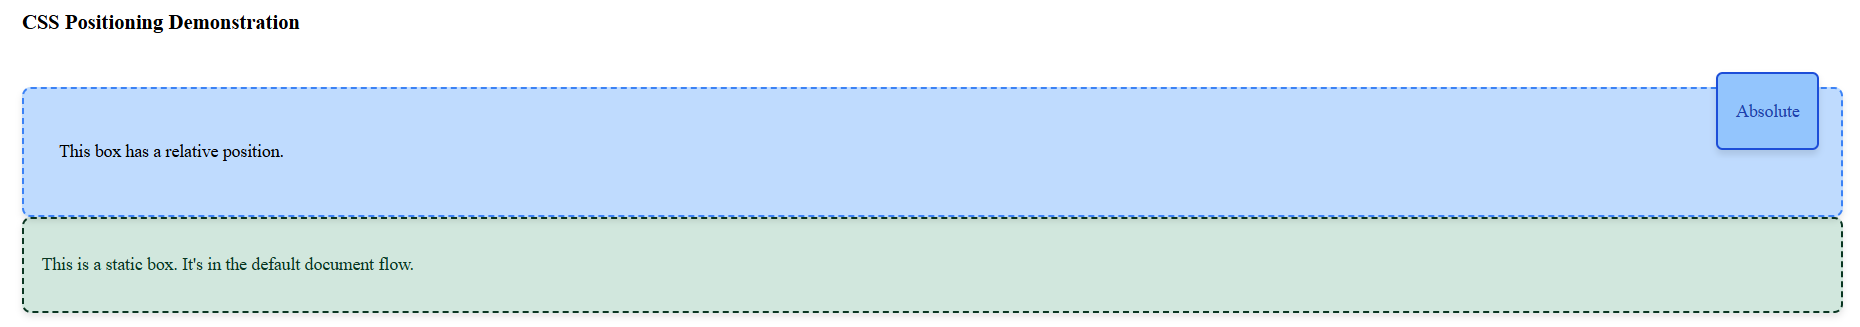 CSS Positioning Demonstration
Absolute
This box has a relative position.
This is a static box. It's in the default document flow.